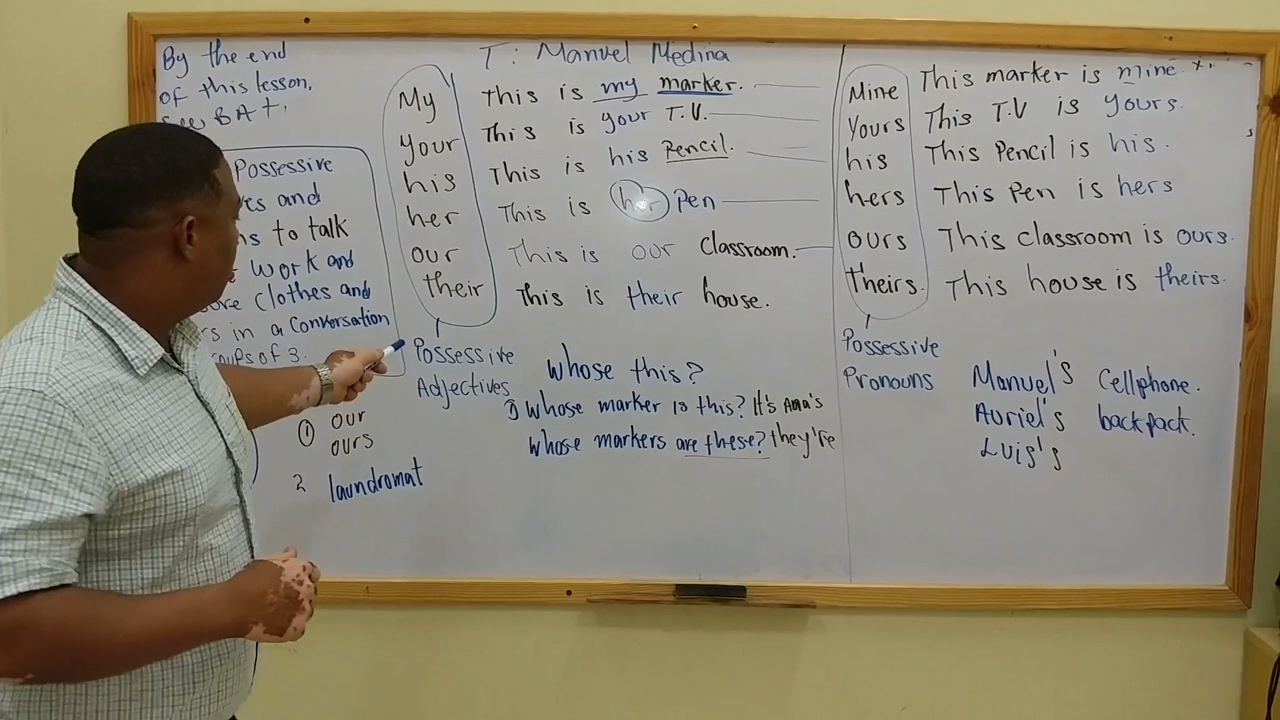 By the end
of this lesson,
BAT.
Possessive
and
to talk
work and
clothes and
in a conversation
of 3.
① our
ours
2 laundromat
T: Manuel Medina
My
your
his
her
our
their
Possessive
Adjectives
This is my marker.
This is your T.V.
This is his Pencil.
This is her Pen
This is our classroom.
This is their house.
Whose this?
1) Whose marker is this? It's Ana's
Whose markers are these? they're
Mine
Yours
his
hers
ours
Theirs.
Possessive
Pronouns
This marker is mine.
This T.V is yours.
This Pencil is his.
This Pen is hers
This classroom is ours.
This house is theirs.
Manuel's Cellphone.
Auriel's backpack.
Luis's